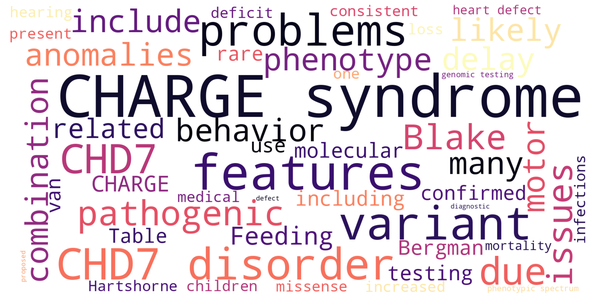 hearing deficit consistent heart defect
include problems likely
present loss
anomalies rare phenotype delay
one genomic testing
CHARGE syndrome
related behavior use molecular Blake
combination CHD7 many motor issues
van CHARGE features
medical defect including confirmed diagnostic infections
pathogenic variant
Table Feeding Bergman mortality
CHD7 disorder testing due
proposed Hartshorne children missense increased phenotypic spectrum